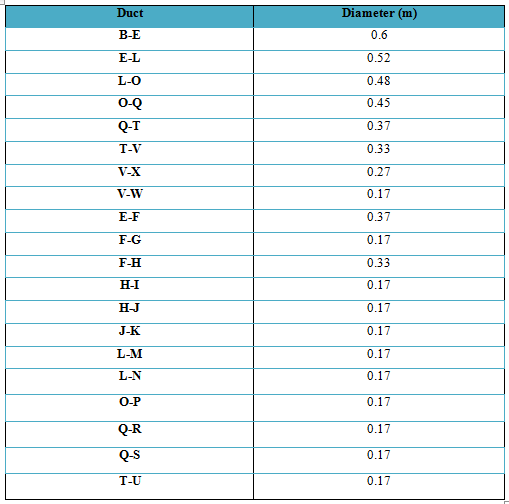 Duct Diameter (m)
B-E 0.6
E-L 0.52
L-O 0.48
O-Q 0.45
Q-T 0.37
T-V 0.33
V-X 0.27
V-W 0.17
E-F 0.37
F-G 0.17
F-H 0.33
H-I 0.17
H-J 0.17
J-K 0.17
L-M 0.17
L-N 0.17
O-P 0.17
Q-R 0.17
Q-S 0.17
T-U 0.17